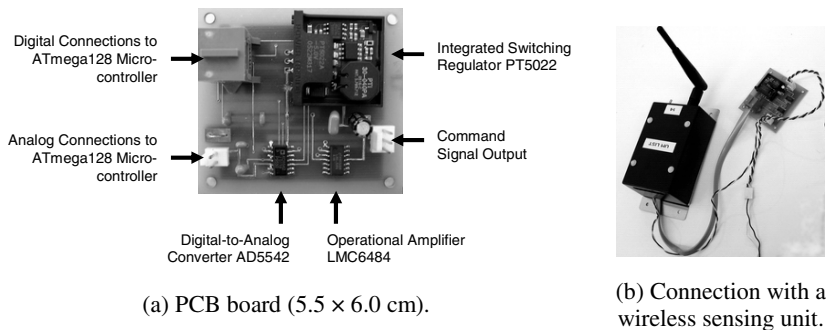 Digital Connections to
ATmega128 Micro-
controller
Integrated Switching
Regulator PT5022
Analog Connections to
ATmega128 Micro-
controller
Command
Signal Output
Digital-to-Analog
Converter AD5542
Operational Amplifier
LMC6484
(a) PCB board (5.5 × 6.0 cm).
(b) Connection with a
wireless sensing unit.